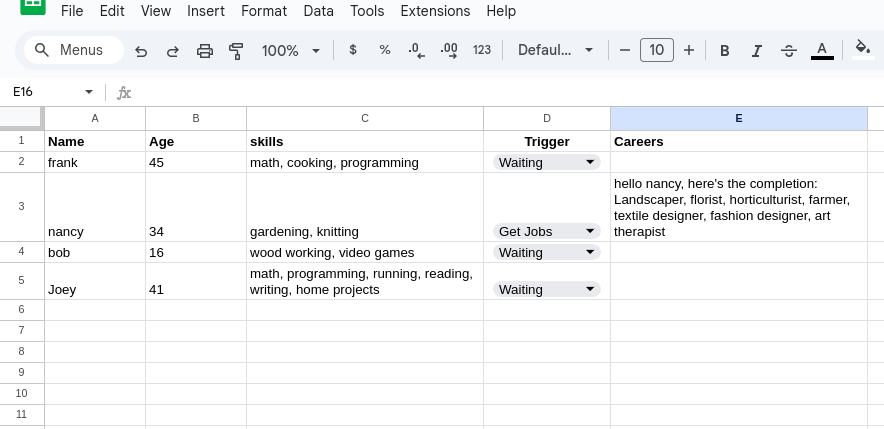 File Edit View Insert Format Data Tools Extensions Help
Menus 100% $ % .0 .00 123 Defaul... 10 B I S A
E16 fx
A B C D E
1 Name Age skills Trigger Careers
2 frank 45 math, cooking, programming Waiting
hello nancy, here's the completion:
Landscaper, florist, horticulturist, farmer,
textile designer, fashion designer, art
3 nancy 34 gardening, knitting Get Jobs therapist
4 bob 16 wood working, video games Waiting
math, programming, running, reading,
5 Joey 41 writing, home projects Waiting
6
7
8
9
10
11